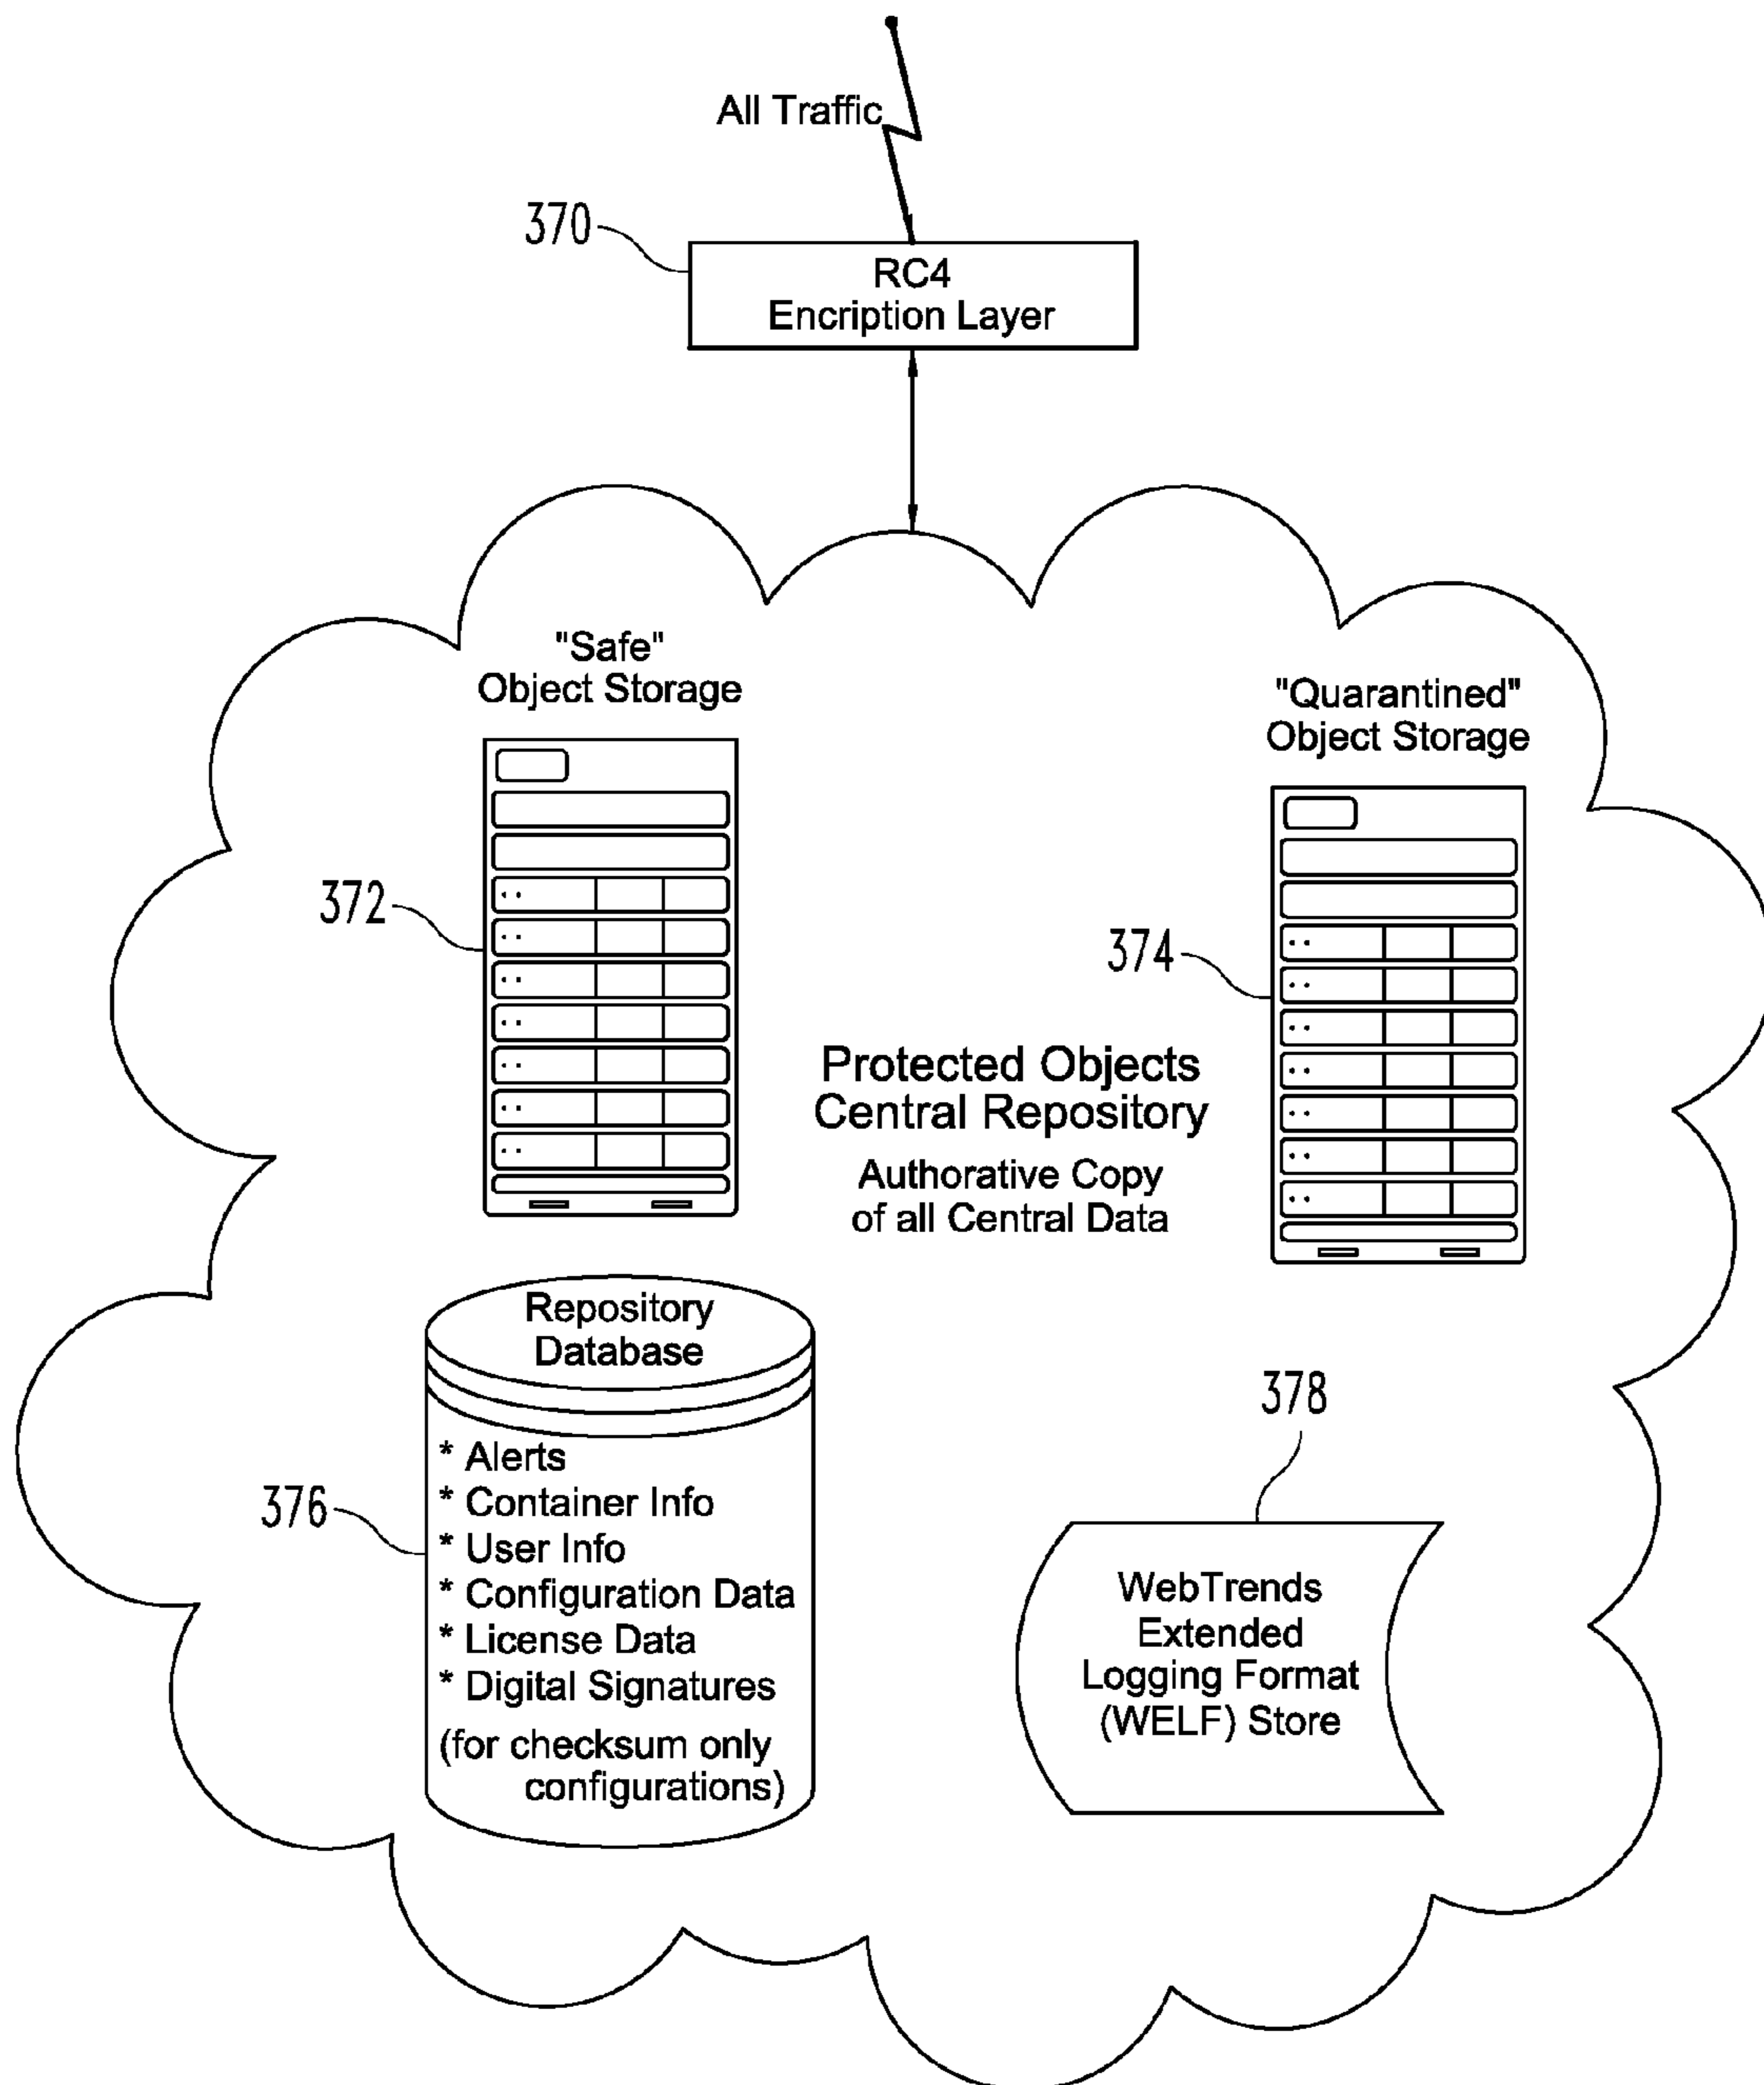 All Traffic
370
RC4
Encription Layer
"Safe"
Object Storage
"Quarantined"
Object Storage
372
374
Protected Objects
Central Repository
Authorative Copy
of all Central Data
Repository
Database
376
* Alerts
* Container Info
* User Info
* Configuration Data
* License Data
* Digital Signatures
(for checksum only
configurations)
378
WebTrends
Extended
Logging Format
(WELF) Store